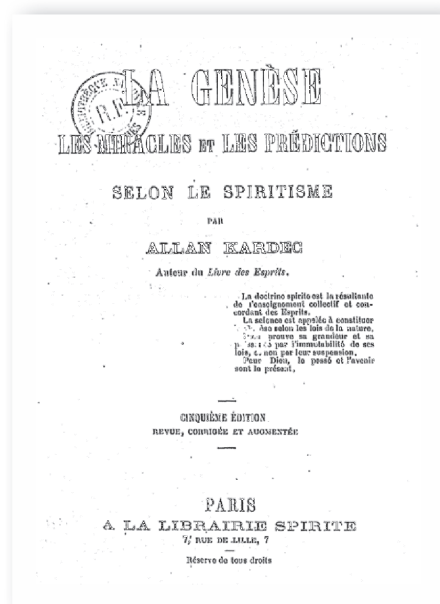 LA GENÈSE
LES MIRACLES ET LES PRÉDICTIONS
SELON LE SPIRITISME
PAR
ALLAN KARDEC
Auteur du Livre des Esprits.
La doctrine spirite est la résultante
de l'enseignement collectif et con-
cordant des Esprits.
La science est appelée à constituer
selon les lois de la nature.
prouve sa grandeur et sa
par l'immutabilité de ses
lois, non par leur suspension.
Pour Dieu, le passé et l'avenir
sont le présent.
CINQUIÈME ÉDITION
REVUE, CORRIGÉE ET AUGMENTÉE
PARIS
A LA LIBRAIRIE SPIRITE
7, RUE DE LILLE, 7
Réserve de tous droits
R.F.